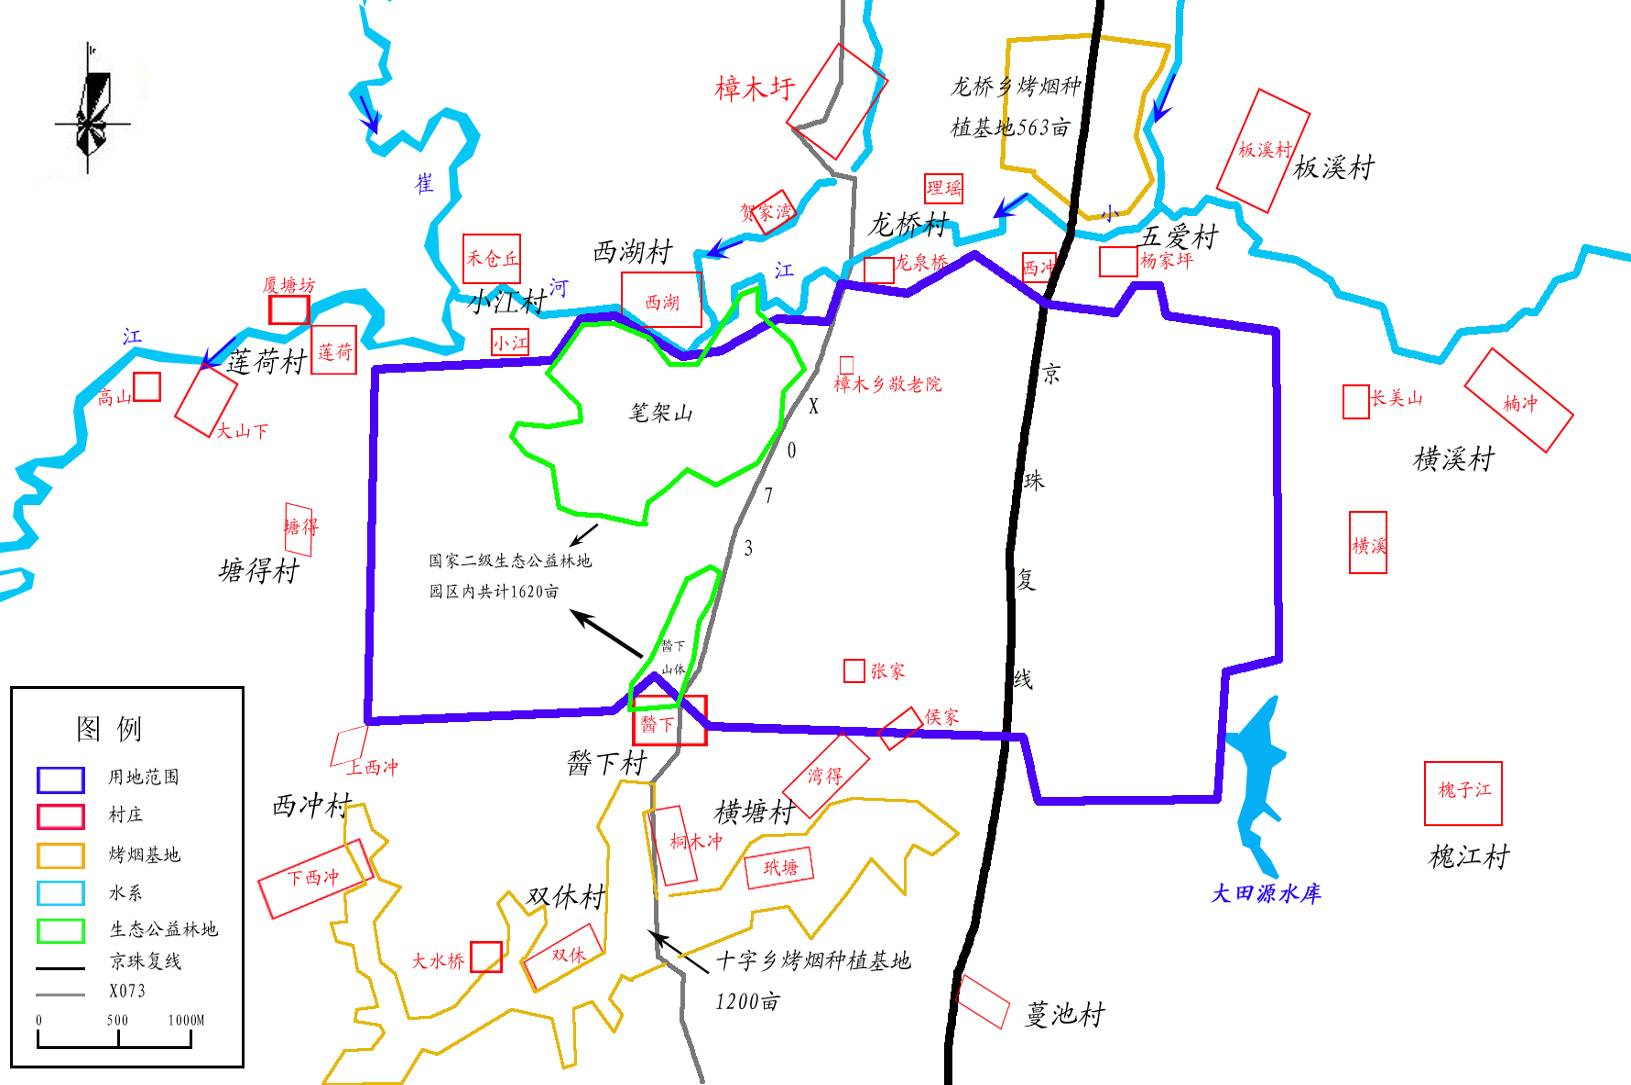 樟木圩
龙桥乡烤烟种
植基地563亩
板溪村
板溪村
崔
理瑶
小
贺家湾
龙桥村
五爱村
西湖村
禾仓丘
龙泉桥
西冲
杨家坪
江
厦塘坊
小江村
河
西湖
江
莲荷村
莲荷
小江
京
樟木乡敬老院
高山
大山下
笔架山
X
长美山
楠冲
0
横溪村
珠
7
塘得
3
横溪
国家二级生态公益林地
园区内共计1620亩
塘得村
复
下
山体
张家
线
侯家
下
图 例
用地范围
村庄
烤烟基地
水系
生态公益林地
京珠复线
X073
0
500
1000M
上西冲
下村
湾得
槐子江
西冲村
横塘村
桐木冲
槐江村
下西冲
玳塘
双休村
大田源水库
大水桥
双休
十字乡烤烟种植基地
1200亩
蔓池村